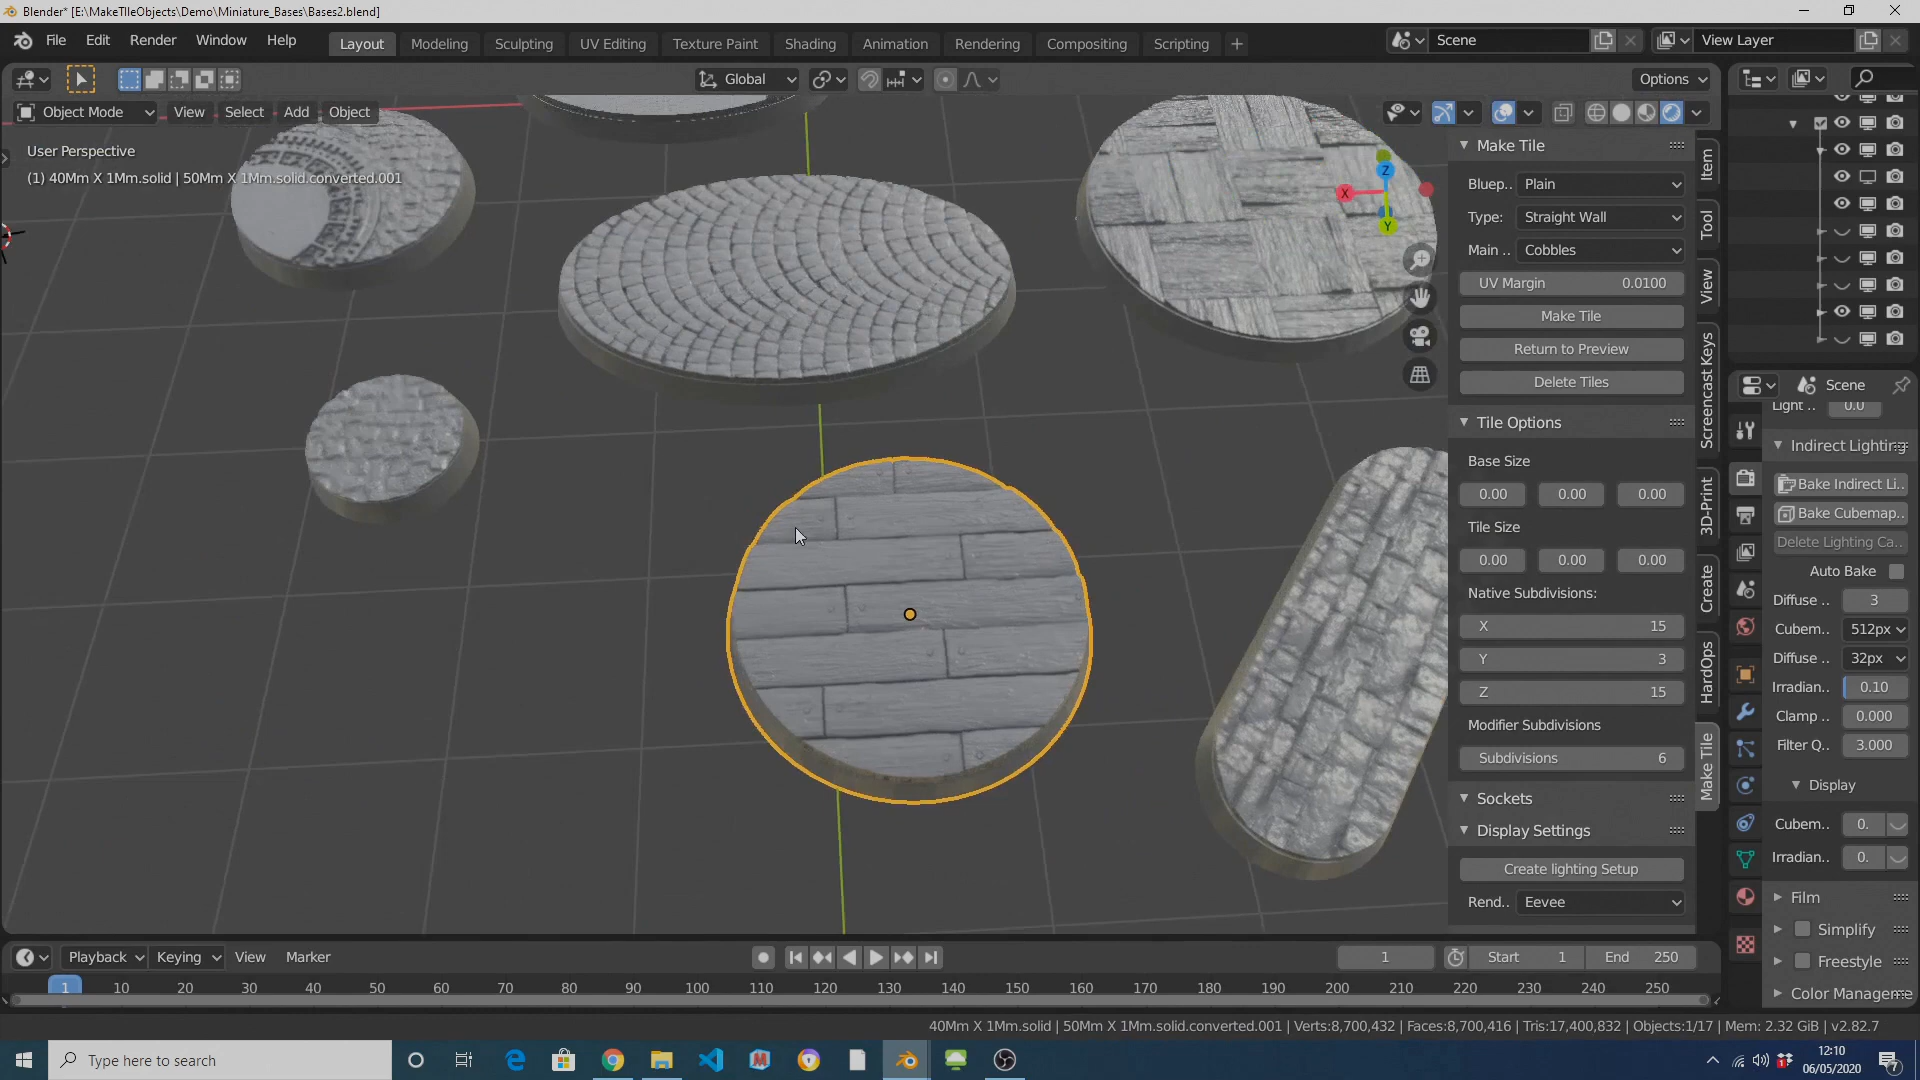 Blender* [E:\MakeTIleObjects\Demo\Miniature_Bases\Bases2.blend]
File Edit Render Window Help Layout Modeling Sculpting UV Editing Texture Paint Shading Animation Rendering Compositing Scripting + Scene View Layer
Global Options
Object Mode View Select Add Object
User Perspective
(1) 40Mm X 1Mm.solid | 50Mm X 1Mm.solid.converted.001
Z
X
Y
Make Tile
Bluep.. Plain
Type: Straight Wall
Main .. Cobbles
UV Margin 0.0100
Make Tile
Return to Preview
Delete Tiles
Tile Options
Base Size
0.00 0.00 0.00
Tile Size
0.00 0.00 0.00
Native Subdivisions:
X 15
Y 3
Z 15
Modifier Subdivisions
Subdivisions 6
Sockets
Display Settings
Create lighting Setup
Rend.. Eevee
Item
Tool
View
Screencast Keys
3D-Print
Create
HardOps
Make Tile
Scene
Light .. 0.0
Indirect Lighting
Bake Indirect Li..
Bake Cubemap..
Delete Lighting Ca..
Auto Bake
Diffuse .. 3
Cubem.. 512px
Diffuse .. 32px
Irradian.. 0.10
Clamp .. 0.000
Filter Q.. 3.000
Display
Cubem.. 0.
Irradian.. 0.
Film
Simplify
Freestyle
Color Manageme
Playback Keying View Marker 1 Start 1 End 250
1 10 20 30 40 50 60 70 80 90 100 110 120 130 140 150 160 170 180 190 200 210 220 230 240 250
40Mm X 1Mm.solid | 50Mm X 1Mm.solid.converted.001 | Verts:8,700,432 | Faces:8,700,416 | Tris:17,400,832 | Objects:1/17 | Mem: 2.32 GiB | v2.82.7
Type here to search
12:10
06/05/2020
7